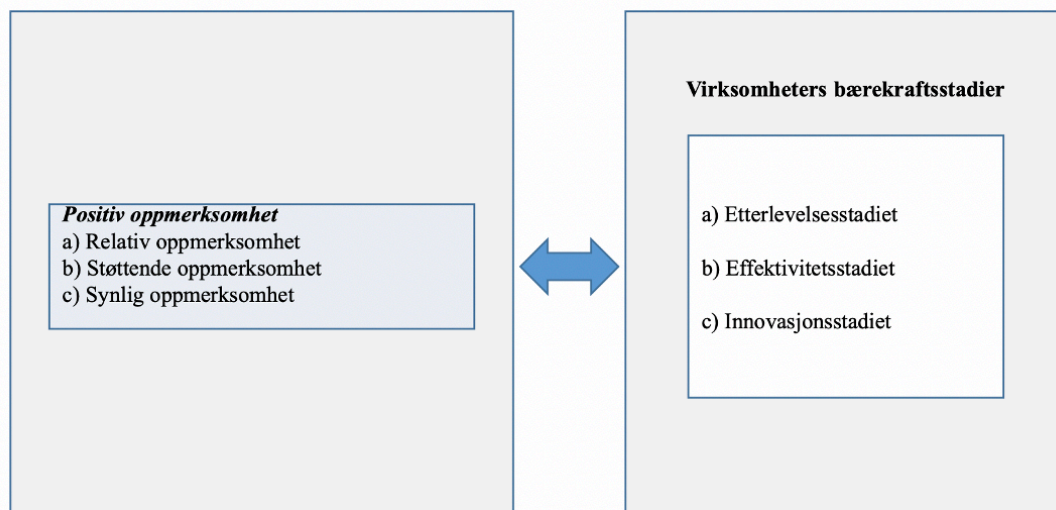 Virksomheters bærekraftsstadier
Positiv oppmerksomhet
a) Relativ oppmerksomhet
b) Støttende oppmerksomhet
c) Synlig oppmerksomhet
a) Etterlevelsesstadiet
b) Effektivitetsstadiet
c) Innovasjonsstadiet